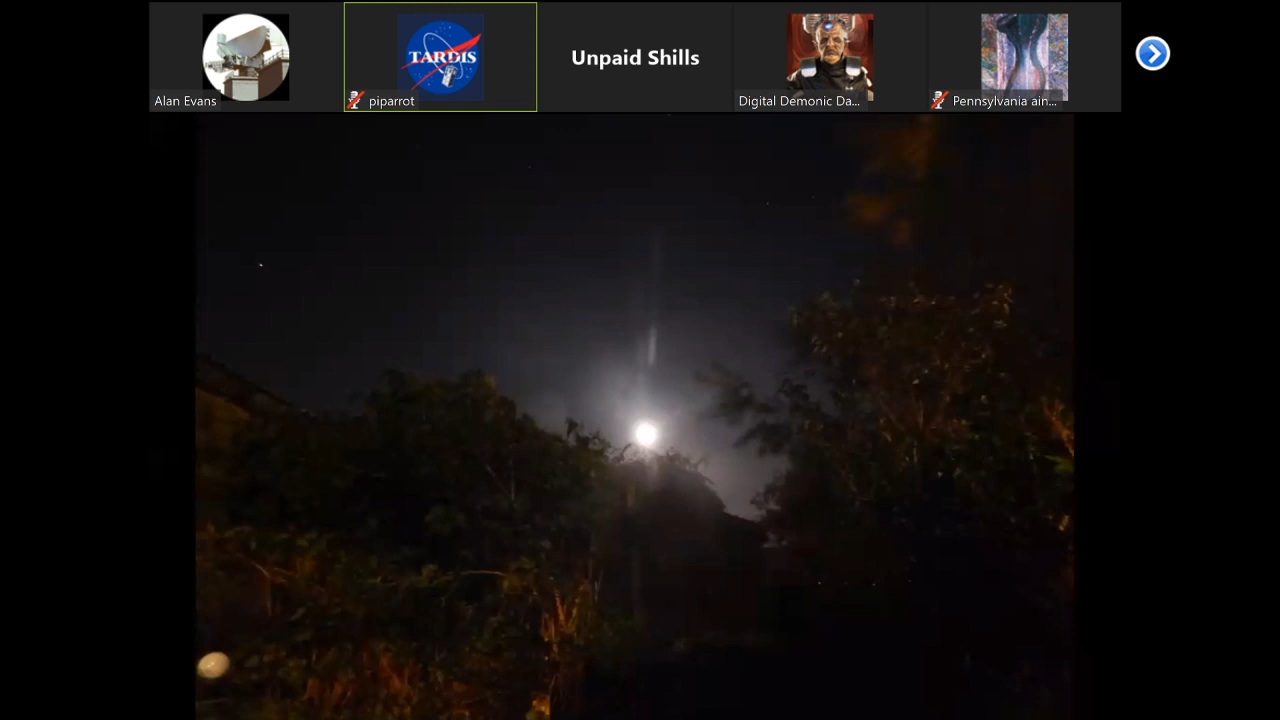 TARDIS
Unpaid Shills
Alan Evans
piparrot
Digital Demonic Da...
Pennsylvania ain...